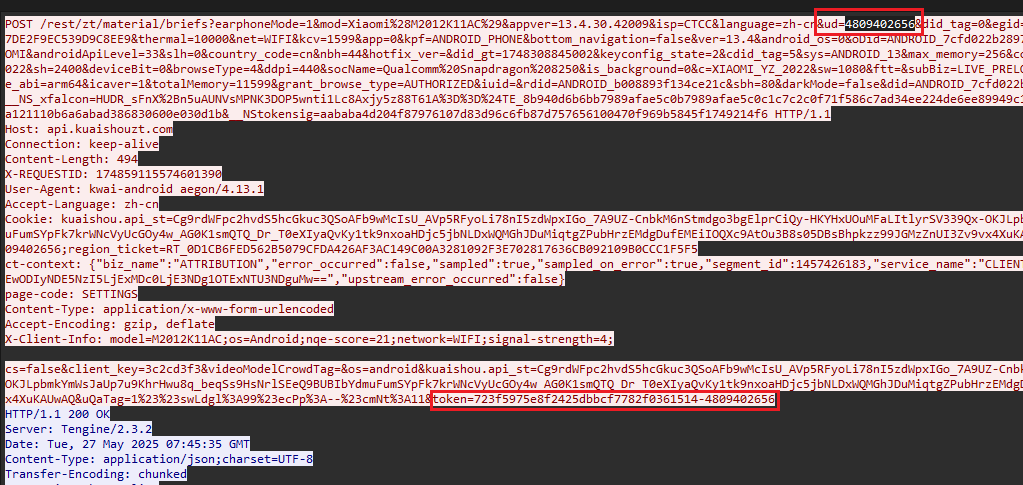 POST /rest/zt/material/briefs?earphoneMode=1&mod=Xiaomi%28M2012K11AC%29&appver=13.4.30.42009&isp=CTCC&language=zh-cn&ud=4809402656&did_tag=0&egid=
7DE2F9EC539D9C8EE9&thermal=10000&net=WIFI&kcv=1599&app=0&kpf=ANDROID_PHONE&bottom_navigation=false&ver=13.4&android_os=0&oDid=ANDROID_7cfd022b2897
OMI&androidApiLevel=33&slh=0&country_code=cn&nbh=44&hotfix_ver=&did_gt=1748308845002&keyconfig_state=2&cdid_tag=5&sys=ANDROID_13&max_memory=256&co
022&sh=2400&deviceBit=0&browseType=4&ddpi=440&socName=Qualcomm%20Snapdragon%208250&is_background=0&c=XIAOMI_YZ_2022&sw=1080&ftt=&subBiz=LIVE_PRELO
e_abi=arm64&icaver=1&totalMemory=11599&grant_browse_type=AUTHORIZED&iuid=&rdid=ANDROID_b008893f134ce21c&sbh=80&darkMode=false&did=ANDROID_7cfd022b
__NS_xfalcon=HUDR_sFnX%2Bn5uAUNVsMPNK3DOP5wnti1Lc8Axjy5z88T61A%3D%3D%24TE_8b940d6b6bb7989afae5c0b7989afae5c0c1c7c2c0f71f586c7ad34ee224de6ee89949c1
a121110b6a6abad386830600e030d1b&__NStokensig=aababa4d204f87976107d83d96c6fb87d757656100470f969b5845f1749214f6 HTTP/1.1
Host: api.kuaishouzt.com
Connection: keep-alive
Content-Length: 494
X-REQUESTID: 174859115574601390
User-Agent: kwai-android aegon/4.13.1
Accept-Language: zh-cn
Cookie: kuaishou.api_st=Cg9rdWFpc2hvdS5hcGkuc3QSoAFb9wMcIsU_AVp5RFyoLi78nI5zdWpxIGo_7A9UZ-CnbkM6nStmdgo3bgElprCiQy-HKYHxUOuMFaLItlyrSV339Qx-OKJLpb
uFumSYpFk7krWNcVyUcGOy4w_AG0K1smQTQ_Dr_T0eXIyaQvKy1tk9nxoaHDjc5jbNLDxWQMGhJDuMiqtgZPubHrzEMdgDufEMEiIOQXc9AtOu3B8s05DBsBhpkzz99JGMzZnUI3Zv9vx4XuKA
09402656;region_ticket=RT_0D1CB6FED562B5079CFDA426AF3AC149C00A3281092F3E702817636CB092109B0CCC1F5F5
ct-context: {"biz_name":"ATTRIBUTION","error_occurred":false,"sampled":true,"sampled_on_error":true,"segment_id":1457426183,"service_name":"CLIENT
EwODIyNDE5NzI5LjExMDc0LjE3NDg1OTExNTU3NDguMw==","upstream_error_occurred":false}
page-code: SETTINGS
Content-Type: application/x-www-form-urlencoded
Accept-Encoding: gzip, deflate
X-Client-Info: model=M2012K11AC;os=Android;nqe-score=21;network=WIFI;signal-strength=4;
cs=false&client_key=3c2cd3f3&videoModelCrowdTag=&os=android&kuaishou.api_st=Cg9rdWFpc2hvdS5hcGkuc3QSoAFb9wMcIsU_AVp5RFyoLi78nI5zdWpxIGo_7A9UZ-Cnb
OKJLpbmkYmWsJaUp7u9KhrHwu8q_beqSs9HsNrlSEeQ9BUBIbYdmuFumSYpFk7krWNcVyUcGOy4w_AG0K1smQTQ_Dr_T0eXIyaQvKy1tk9nxoaHDjc5jbNLDxWQMGhJDuMiqtgZPubHrzEMdgD
x4XuKAUwAQ&uQaTag=1%23%23swLdgl%3A99%23ecPp%3A--%23cmNt%3A11&token=723f5975e8f2425dbbcf7782f0361514-4809402656
HTTP/1.1 200 OK
Server: Tengine/2.3.2
Date: Tue, 27 May 2025 07:45:35 GMT
Content-Type: application/json;charset=UTF-8
Transfer-Encoding: chunked